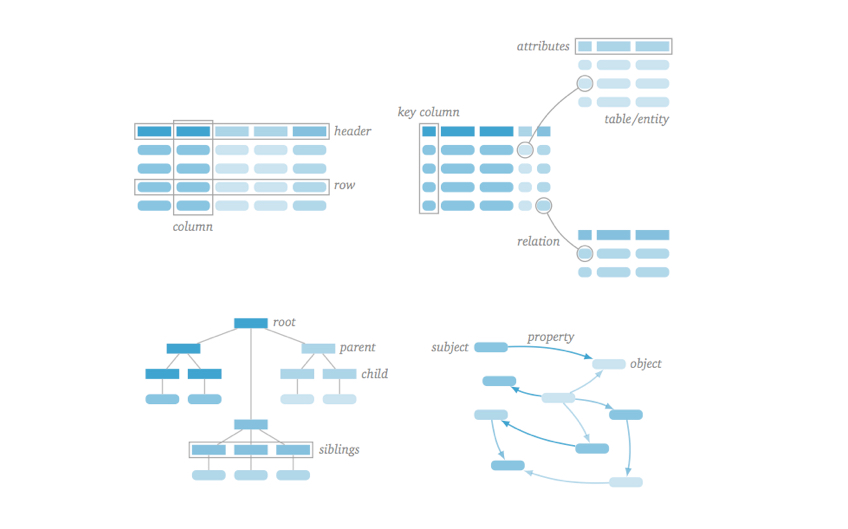 header
row
column
attributes
key column
table/entity
relation
root
parent
child
siblings
property
subject
object